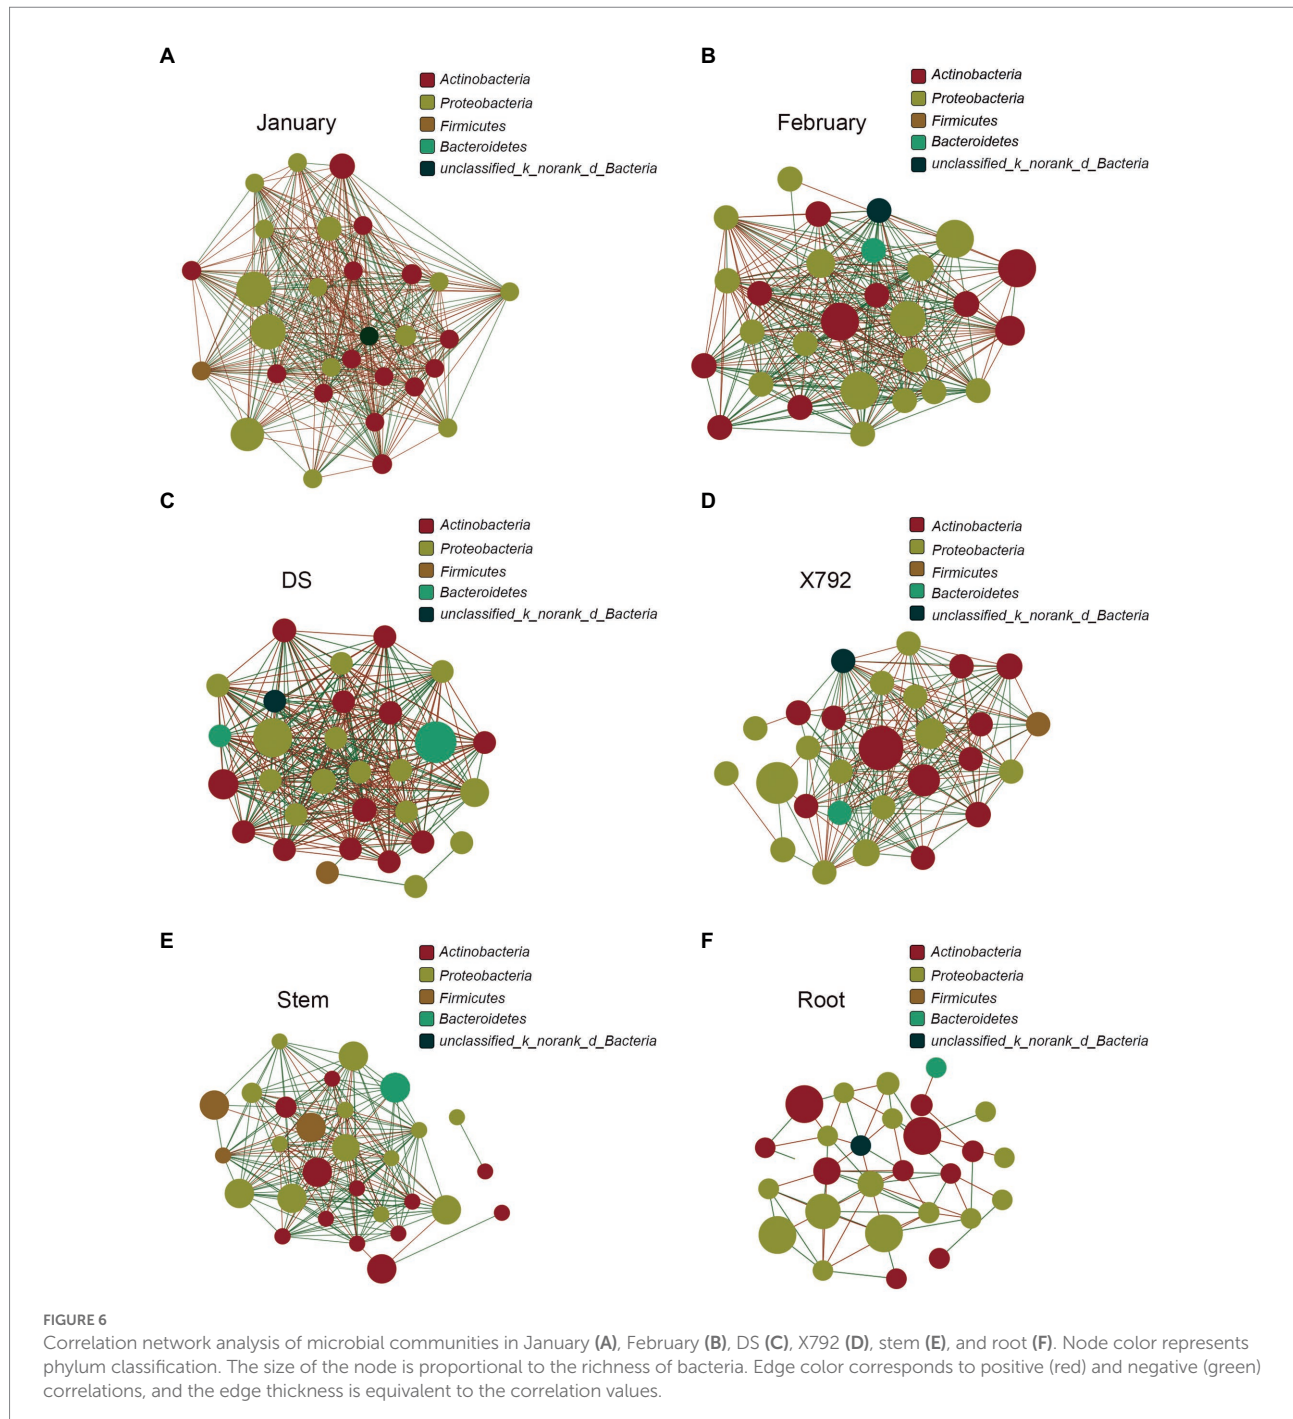 A
January
Actinobacteria
Proteobacteria
Firmicutes
Bacteroidetes
unclassified_k_norank_d_Bacteria
B
February
Actinobacteria
Proteobacteria
Firmicutes
Bacteroidetes
unclassified_k_norank_d_Bacteria
C
DS
Actinobacteria
Proteobacteria
Firmicutes
Bacteroidetes
unclassified_k_norank_d_Bacteria
D
X792
Actinobacteria
Proteobacteria
Firmicutes
Bacteroidetes
unclassified_k_norank_d_Bacteria
E
Stem
Actinobacteria
Proteobacteria
Firmicutes
Bacteroidetes
unclassified_k_norank_d_Bacteria
F
Root
Actinobacteria
Proteobacteria
Firmicutes
Bacteroidetes
unclassified_k_norank_d_Bacteria
FIGURE 6
Correlation network analysis of microbial communities in January (A), February (B), DS (C), X792 (D), stem (E), and root (F). Node color represents
phylum classification. The size of the node is proportional to the richness of bacteria. Edge color corresponds to positive (red) and negative (green)
correlations, and the edge thickness is equivalent to the correlation values.